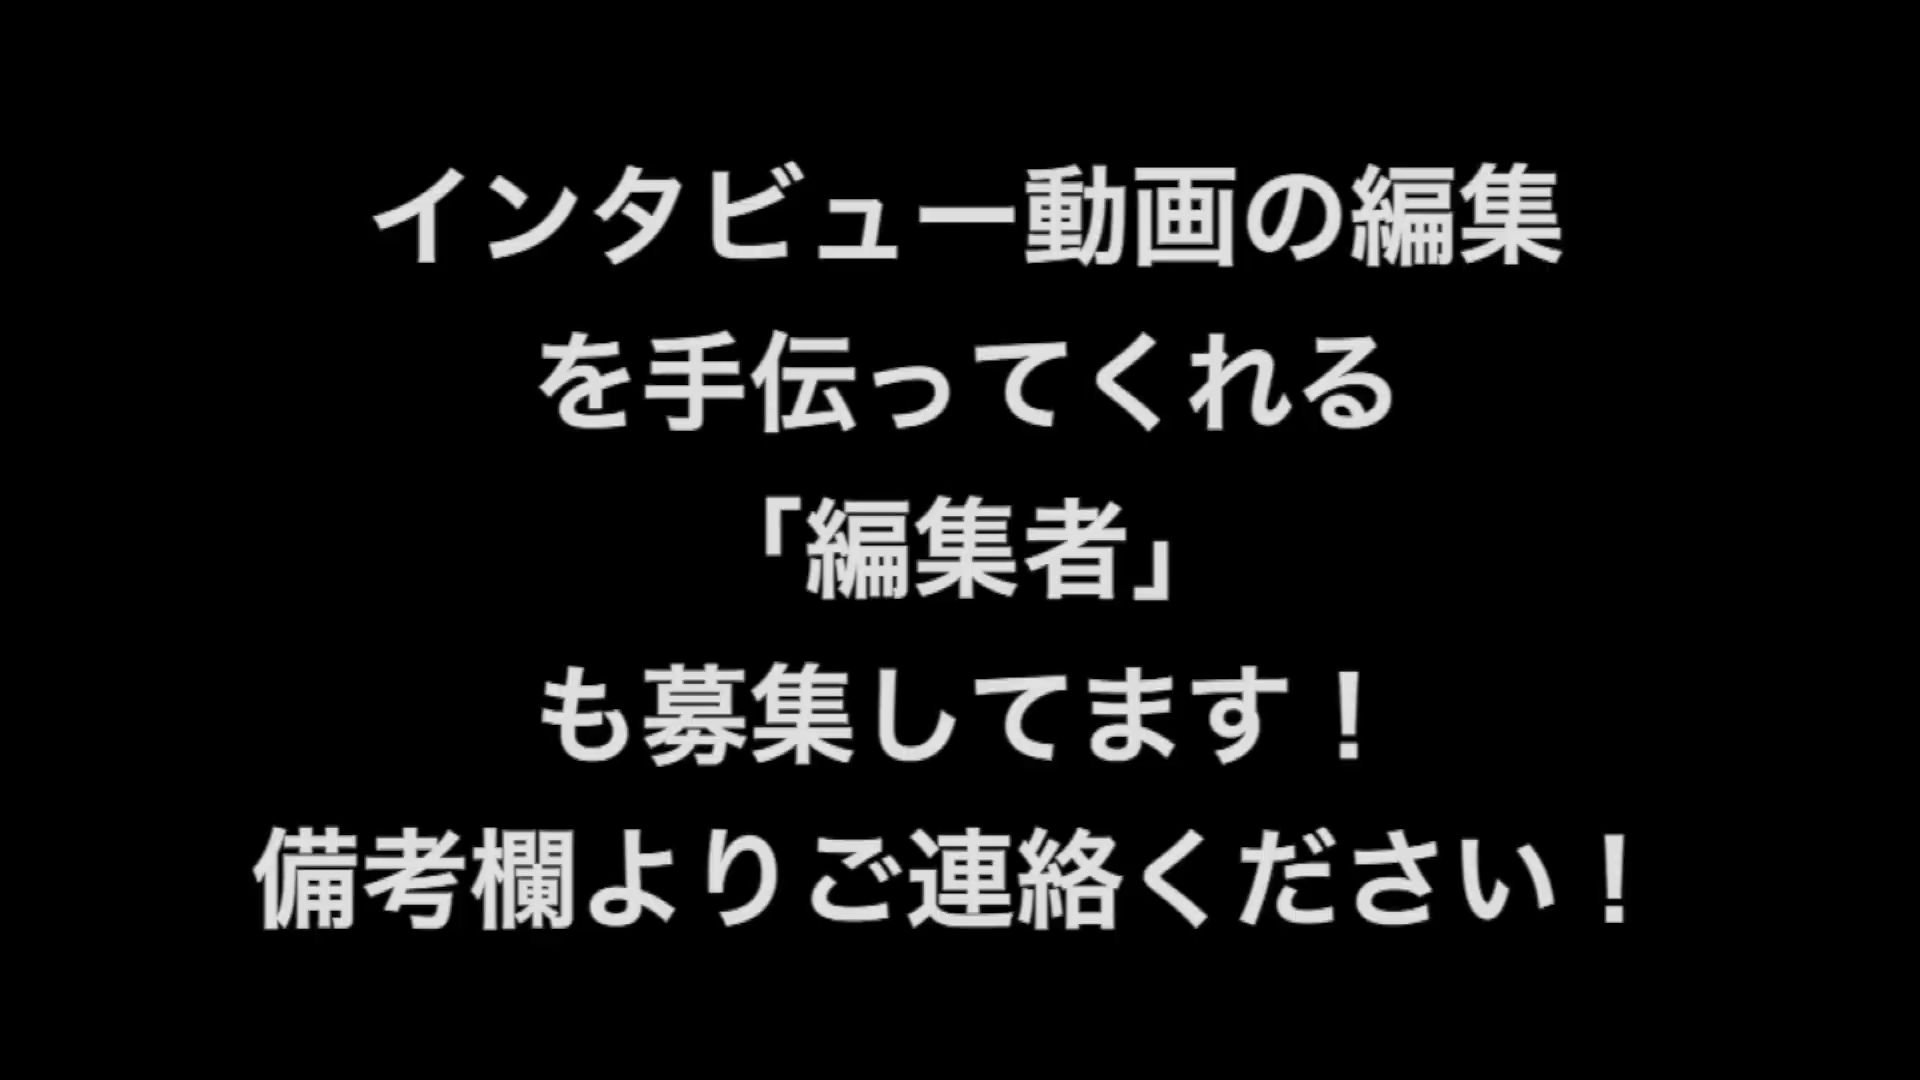 インタビュー動画の編集
を手伝ってくれる
「編集者」
も募集してます！
備考欄よりご連絡ください！